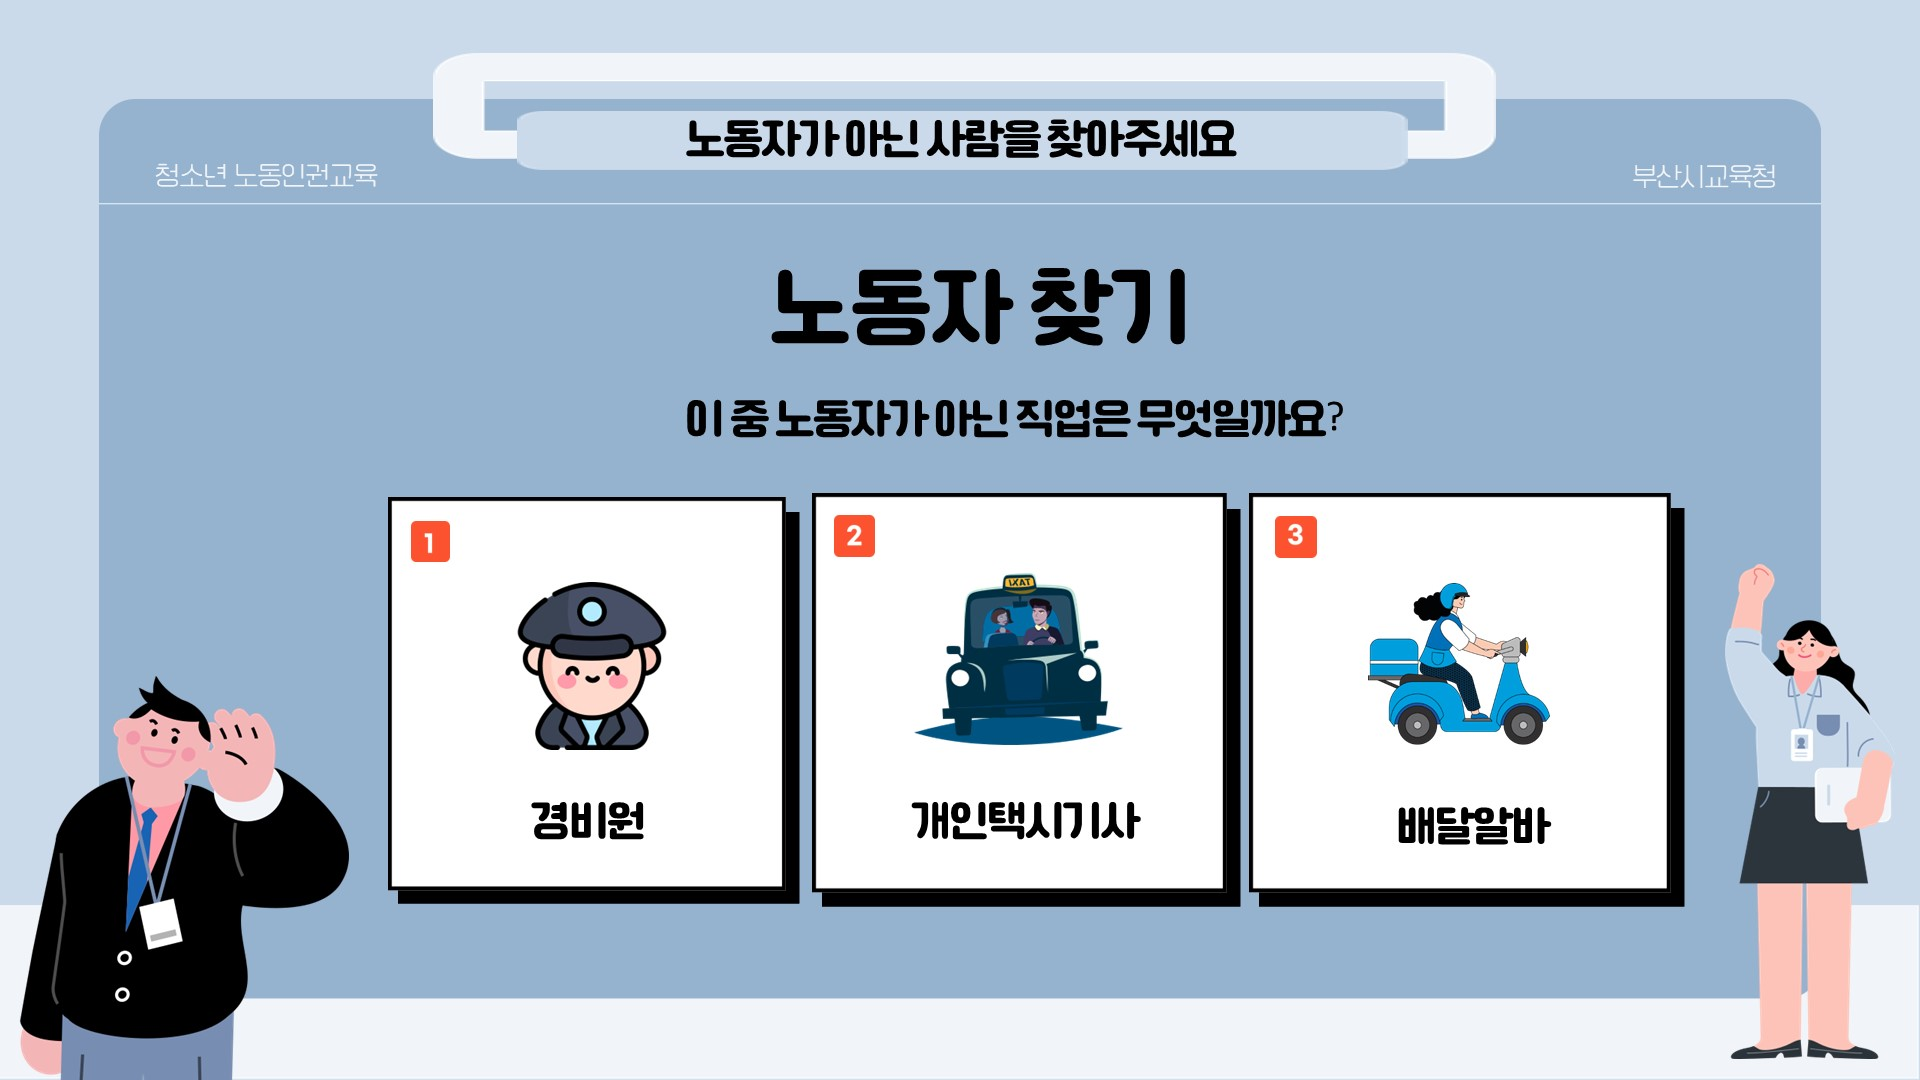 노동자가 아닌 사람을 찾아주세요
청소년 노동인권교육
부산시교육청
노동자 찾기
이 중 노동자가 아닌 직업은 무엇일까요?
1
2
3
TAXI
경비원
개인택시기사
배달알바